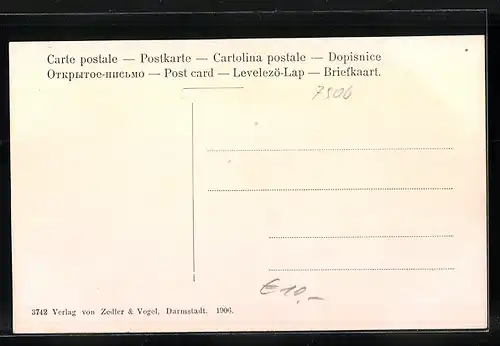 Carte postale — Postkarte — Cartolina postale — Dopisnice
Открытое-письмо — Post card — Levelezö-Lap — Briefkaart.
€10,-
3742 Verlag von Zedler & Vogel, Darmstadt. 1906.